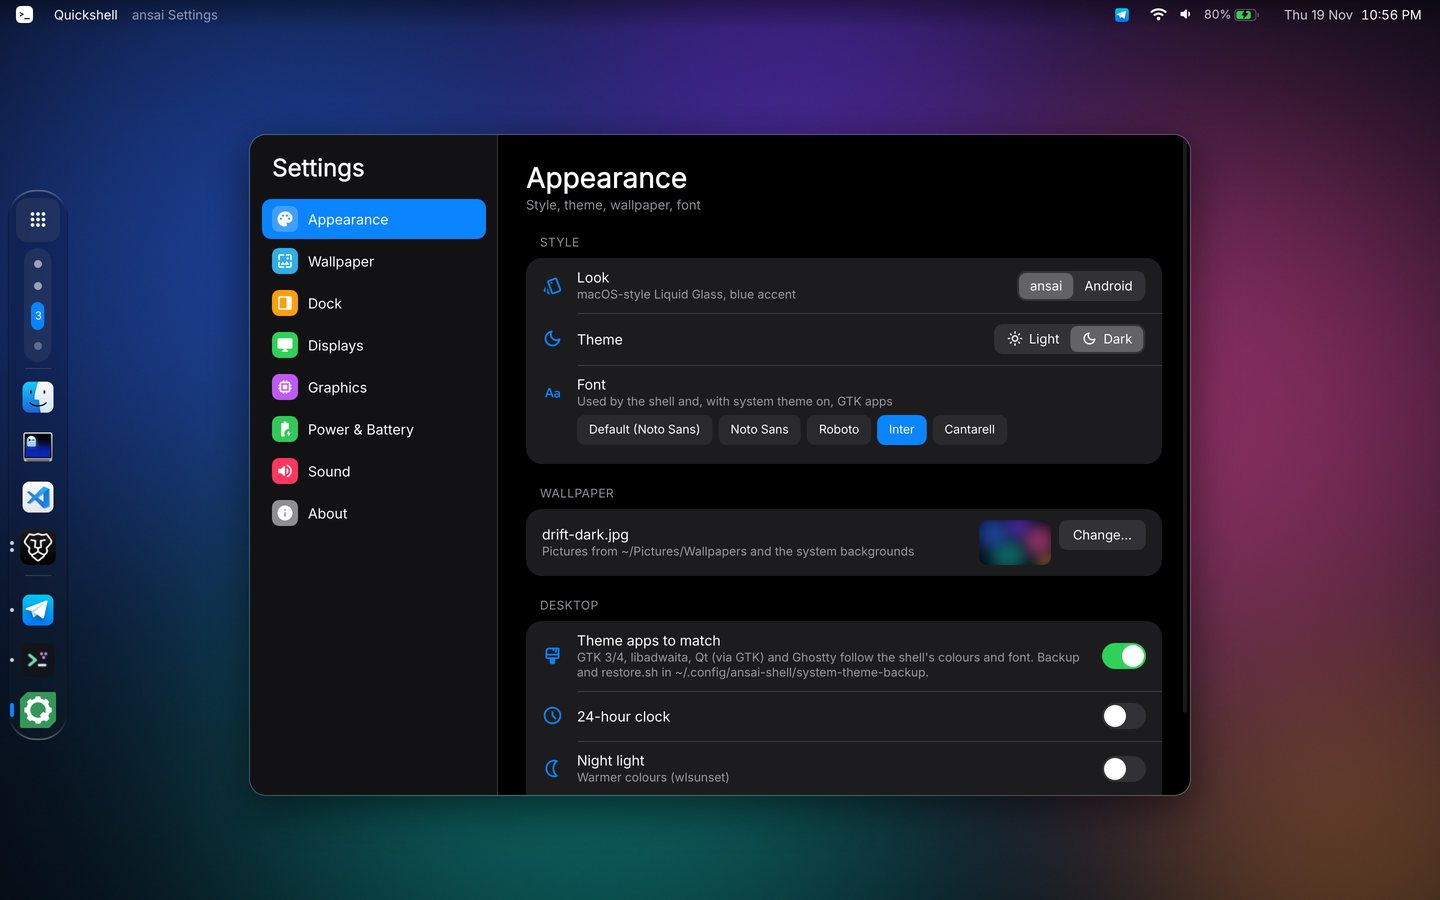 Quickshell ansai Settings
80% Thu 19 Nov 10:56 PM
3
Settings
Appearance
Wallpaper
Dock
Displays
Graphics
Power & Battery
Sound
About
Appearance
Style, theme, wallpaper, font
STYLE
Look
macOS-style Liquid Glass, blue accent
ansai Android
Theme
Light Dark
Aa Font
Used by the shell and, with system theme on, GTK apps
Default (Noto Sans) Noto Sans Roboto Inter Cantarell
WALLPAPER
drift-dark.jpg
Pictures from ~/Pictures/Wallpapers and the system backgrounds
Change...
DESKTOP
Theme apps to match
GTK 3/4, libadwaita, Qt (via GTK) and Ghostty follow the shell's colours and font. Backup
and restore.sh in ~/.config/ansai-shell/system-theme-backup.
24-hour clock
Night light
Warmer colours (wlsunset)